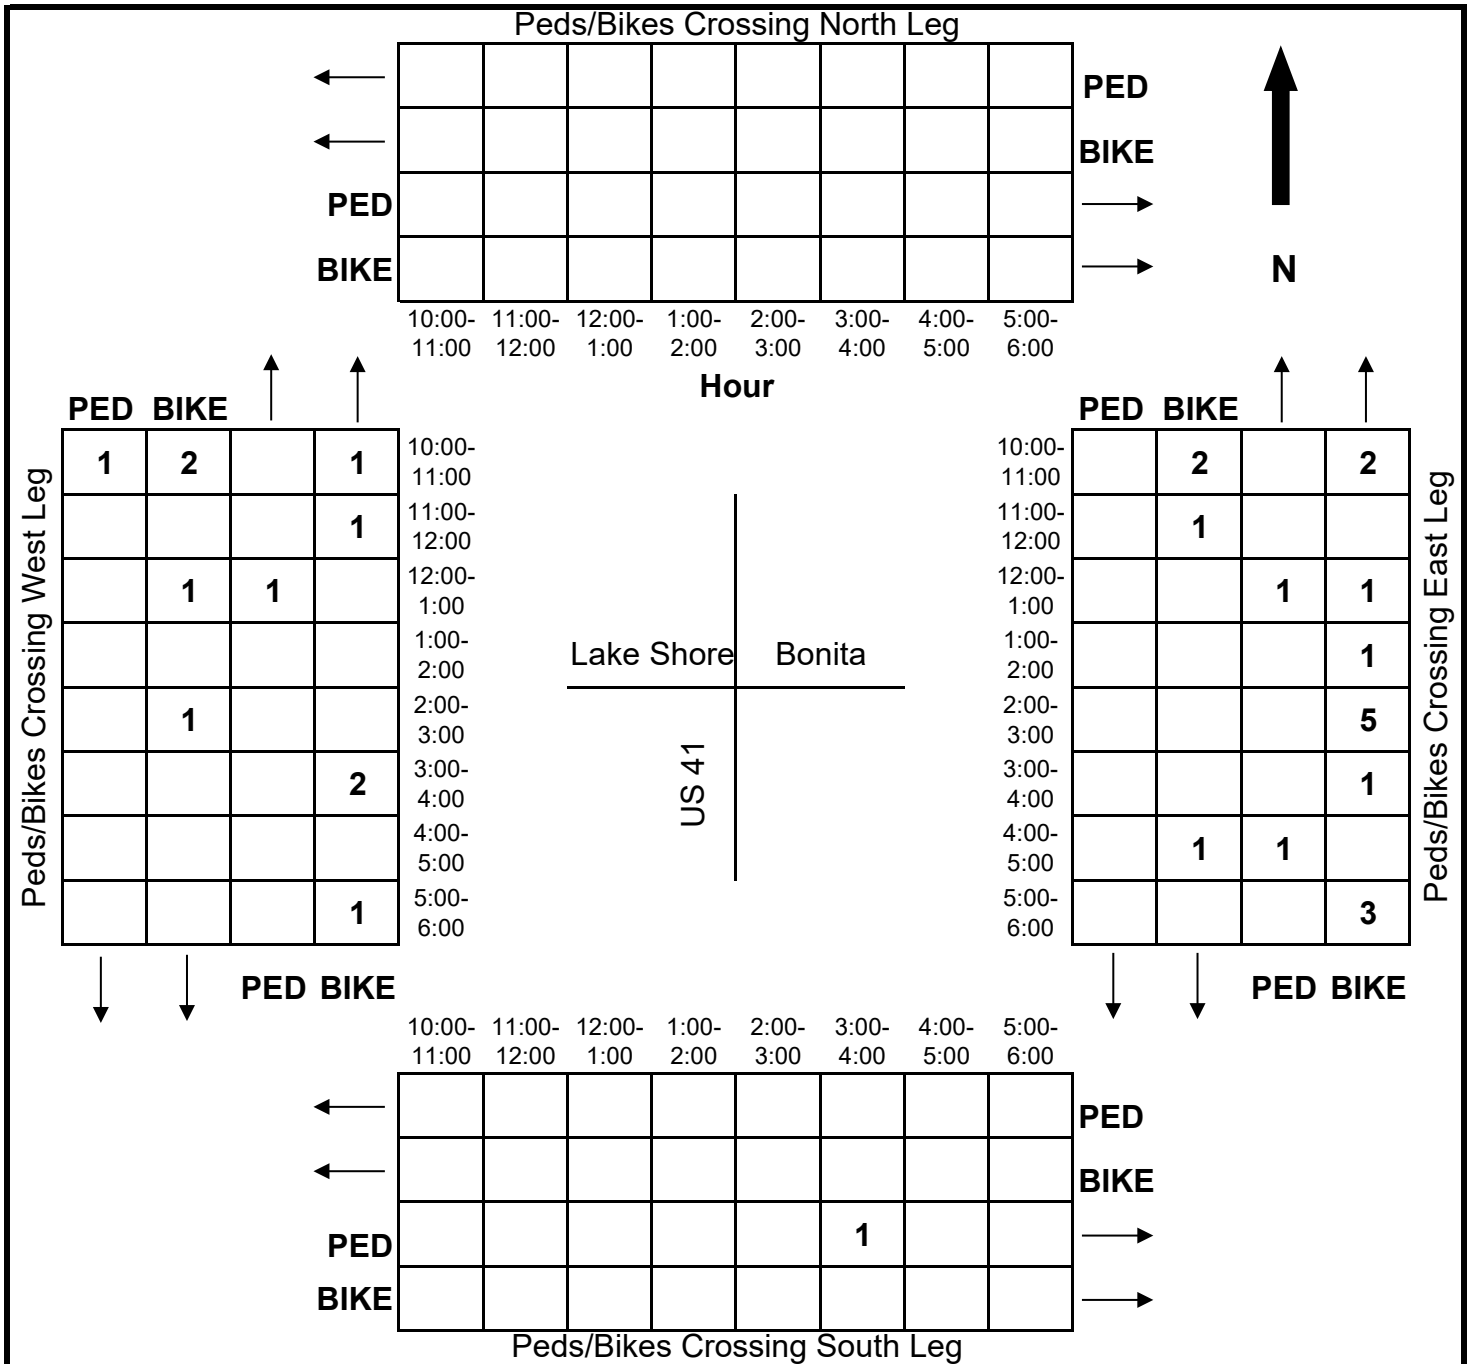 Peds/Bikes Crossing North Leg
PED
BIKE
PED
BIKE
N
10:00- 11:00- 12:00- 1:00- 2:00- 3:00- 4:00- 5:00-
11:00 12:00 1:00 2:00 3:00 4:00 5:00 6:00
Hour
PED BIKE
Peds/Bikes Crossing West Leg
1 2 1 10:00-
11:00
1 11:00-
12:00
1 1 12:00-
1:00
1:00-
2:00
1 2:00-
3:00
2 3:00-
4:00
4:00-
5:00
1 5:00-
6:00
PED BIKE
Lake Shore Bonita
US 41
PED BIKE
10:00- 2 2
11:00
11:00- 1
12:00
12:00- 1 1
1:00
1:00- 1
2:00
2:00- 5
3:00
3:00- 1
4:00
4:00- 1 1
5:00
5:00- 3
6:00
Peds/Bikes Crossing East Leg
PED BIKE
10:00- 11:00- 12:00- 1:00- 2:00- 3:00- 4:00- 5:00-
11:00 12:00 1:00 2:00 3:00 4:00 5:00 6:00
PED
BIKE
PED 1
BIKE
Peds/Bikes Crossing South Leg